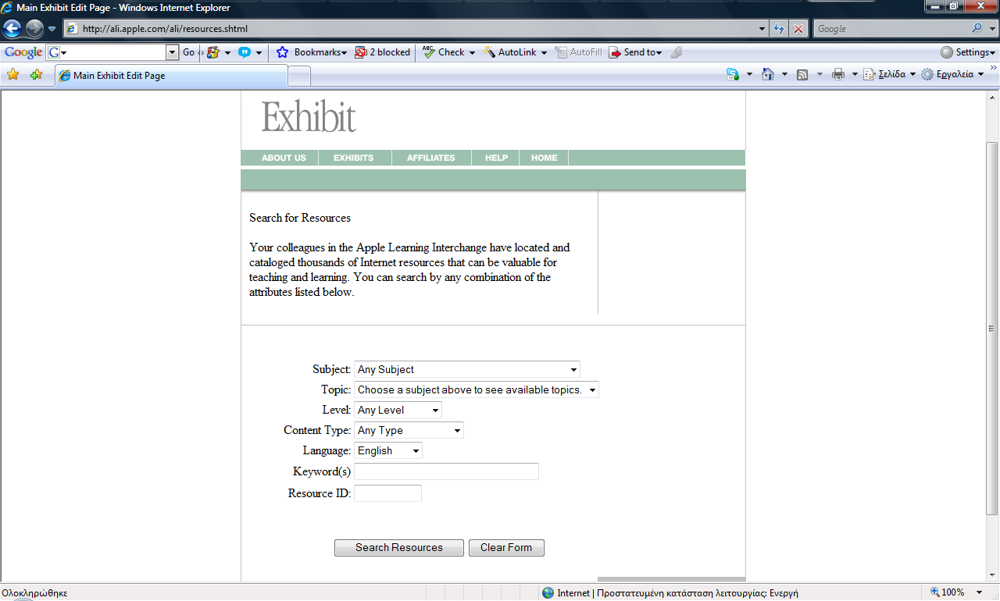 Main Exhibit Edit Page - Windows Internet Explorer
http://ali.apple.com/ali/resources.shtml
Google
Google G Go Bookmarks 2 blocked ABC Check AutoLink AutoFill Send to Settings
Main Exhibit Edit Page Σελίδα Εργαλεία
Exhibit
ABOUT US EXHIBITS AFFILIATES HELP HOME
Search for Resources
Your colleagues in the Apple Learning Interchange have located and
cataloged thousands of Internet resources that can be valuable for
teaching and learning. You can search by any combination of the
attributes listed below.
Subject: Any Subject
Topic: Choose a subject above to see available topics.
Level: Any Level
Content Type: Any Type
Language: English
Keyword(s)
Resource ID:
Search Resources Clear Form
Ολοκληρώθηκε Internet | Προστατευμένη κατάσταση λειτουργίας: Ενεργή 100%